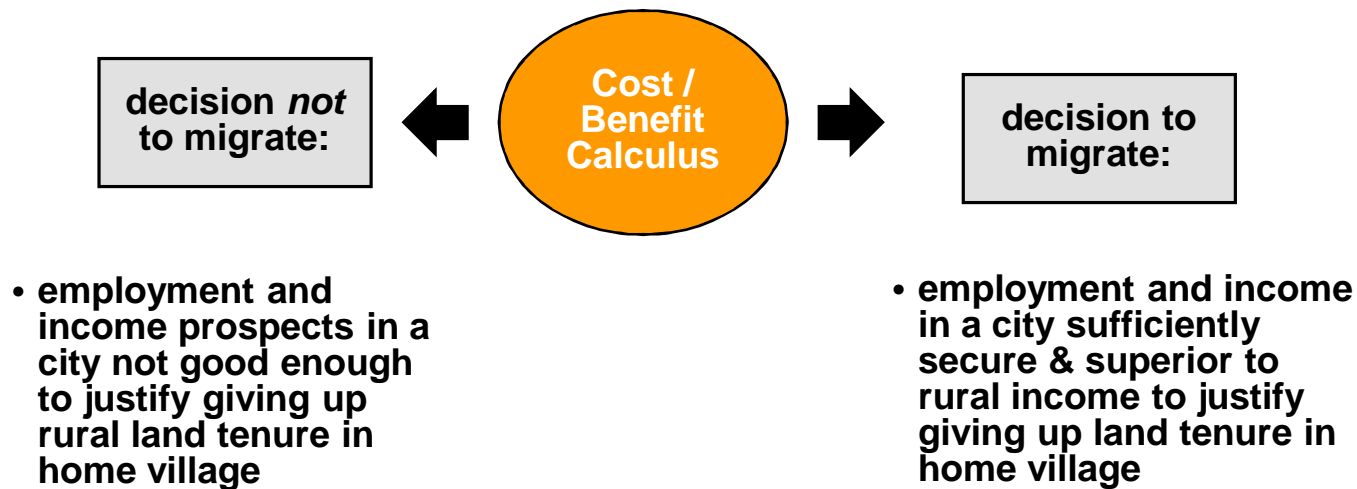 decision not
to migrate:
Cost /
Benefit
Calculus
decision to
migrate:
• employment and
income prospects in a
city not good enough
to justify giving up
rural land tenure in
home village
• employment and income
in a city sufficiently
secure & superior to
rural income to justify
giving up land tenure in
home village